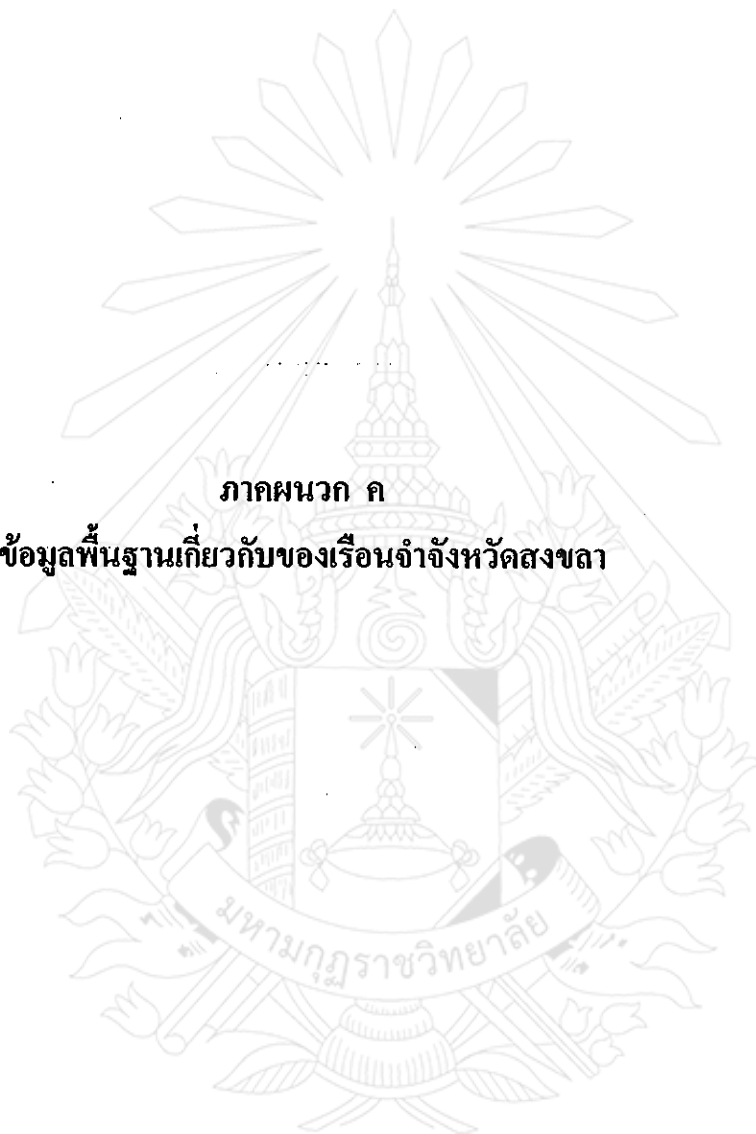 ภาคผนวก ค
ข้อมูลพื้นฐานเกี่ยวกับของเรือนจำจังหวัดสงขลา
มหามกุฏราชวิทยาลัย